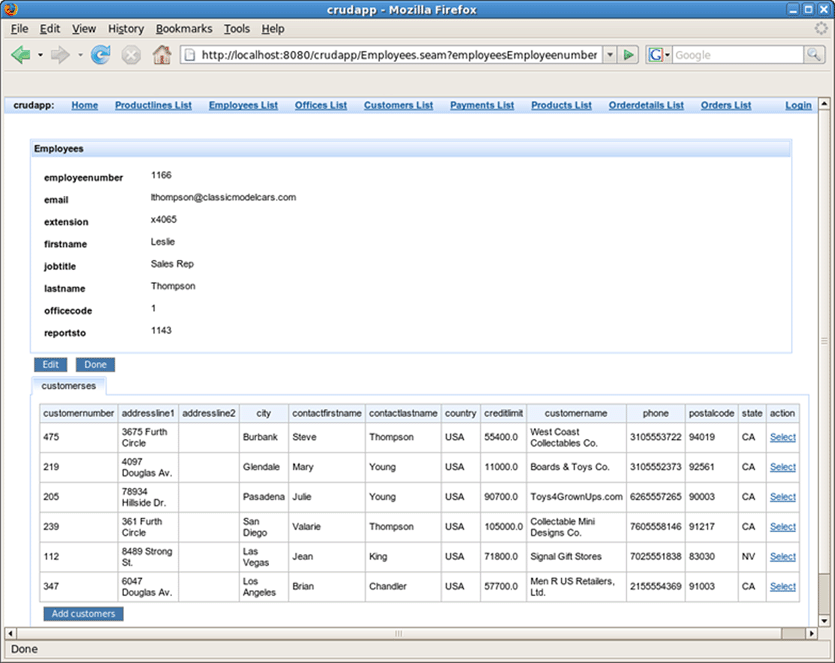 crudapp - Mozilla Firefox
File Edit View History Bookmarks Tools Help
http://localhost:8080/crudapp/Employees.seam?employeesEmployeenumber G Google
crudapp: Home Productlines List Employees List Offices List Customers List Payments List Products List Orderdetails List Orders List Login
Employees
employeenumber 1166
email lthompson@classicmodelcars.com
extension x4065
firstname Leslie
jobtitle Sales Rep
lastname Thompson
officecode 1
reportsto 1143
Edit Done
customerses
customernumber addressline1 addressline2 city contactfirstname contactlastname country creditlimit customername phone postalcode state action
475 3675 Furth Circle Burbank Steve Thompson USA 55400.0 West Coast Collectables Co. 3105553722 94019 CA Select
219 4097 Douglas Av. Glendale Mary Young USA 11000.0 Boards & Toys Co. 3105552373 92561 CA Select
205 78934 Hillside Dr. Pasadena Julie Young USA 90700.0 Toys4GrownUps.com 6265557265 90003 CA Select
239 361 Furth Circle San Diego Valarie Thompson USA 105000.0 Collectable Mini Designs Co. 7605558146 91217 CA Select
112 8489 Strong St. Las Vegas Jean King USA 71800.0 Signal Gift Stores 7025551838 83030 NV Select
347 6047 Douglas Av. Los Angeles Brian Chandler USA 57700.0 Men R US Retailers, Ltd. 2155554369 91003 CA Select
Add customers
Done